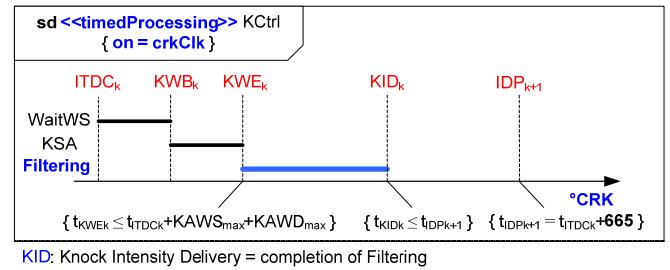 sd <<timedProcessing>> KCtrl
{ on = crkClk }
ITDCk KWBk KWEk KIDk IDPk+1
WaitWS
KSA
Filtering
°CRK
{ tKWEk ≤ tITDCk+KAWSmax+KAWDmax } { tKIDk ≤ tIDPk+1 } { tIDPk+1 = tITDCk+665 }
KID: Knock Intensity Delivery = completion of Filtering